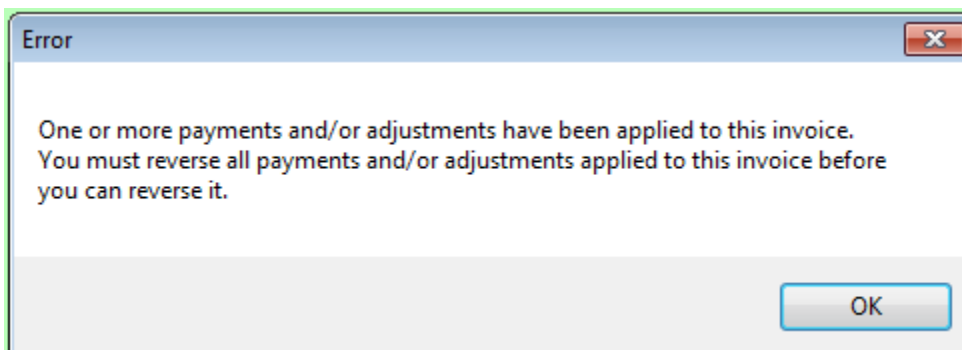 Error
One or more payments and/or adjustments have been applied to this invoice.
You must reverse all payments and/or adjustments applied to this invoice before
you can reverse it.
OK